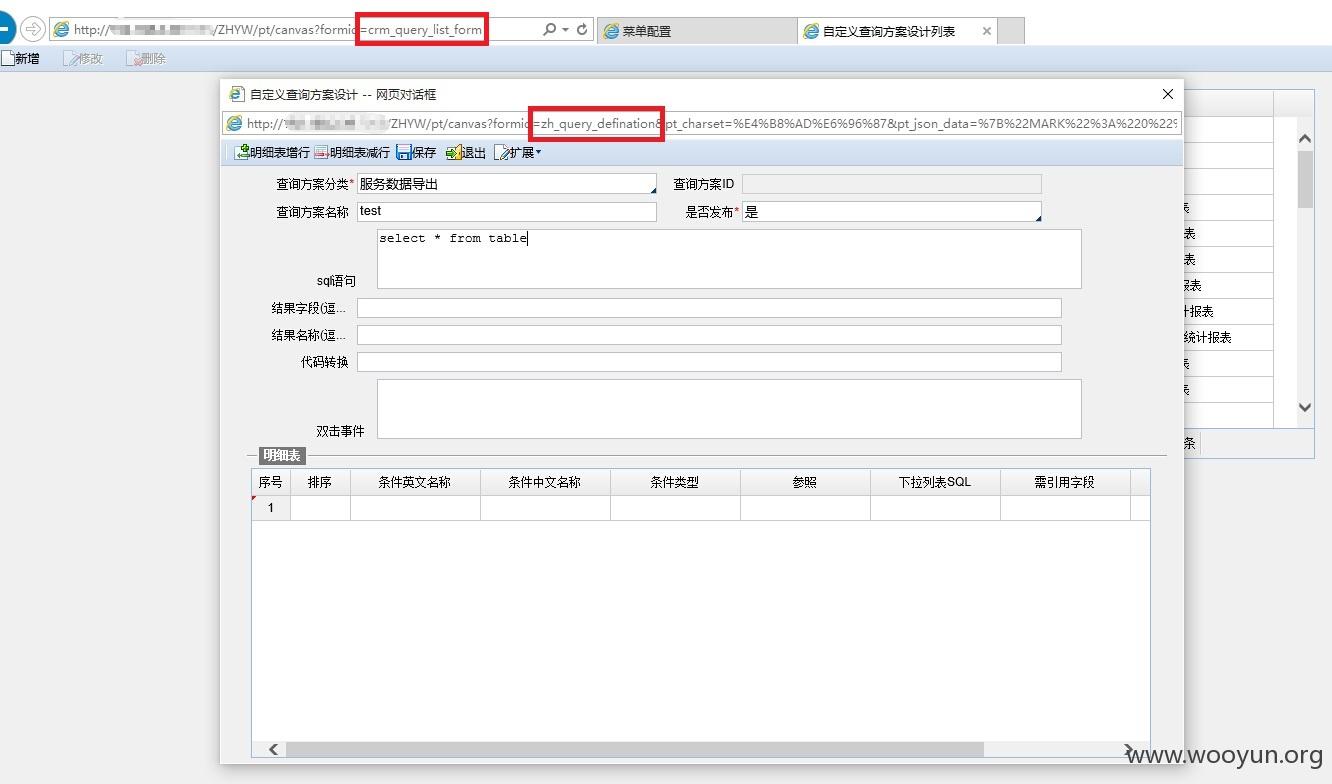 http:// /ZHYW/pt/canvas?formid=crm_query_list_form
菜单配置
自定义查询方案设计列表
新增 修改 删除
自定义查询方案设计 -- 网页对话框
http:// /ZHYW/pt/canvas?formid=zh_query_defination&pt_charset=%E4%B8%AD%E6%96%87&pt_json_data=%7B%22MARK%22%3A%220%22%
明细表增行 明细表减行 保存 退出 扩展
查询方案分类* 服务数据导出 查询方案ID
查询方案名称 test 是否发布* 是
select * from table
sql语句
结果字段(逗...
结果名称(逗...
代码转换
双击事件
明细表
序号 排序 条件英文名称 条件中文名称 条件类型 参照 下拉列表SQL 需引用字段
1
表
表
表
报表
计报表
统计报表
表
表
条
www.wooyun.org